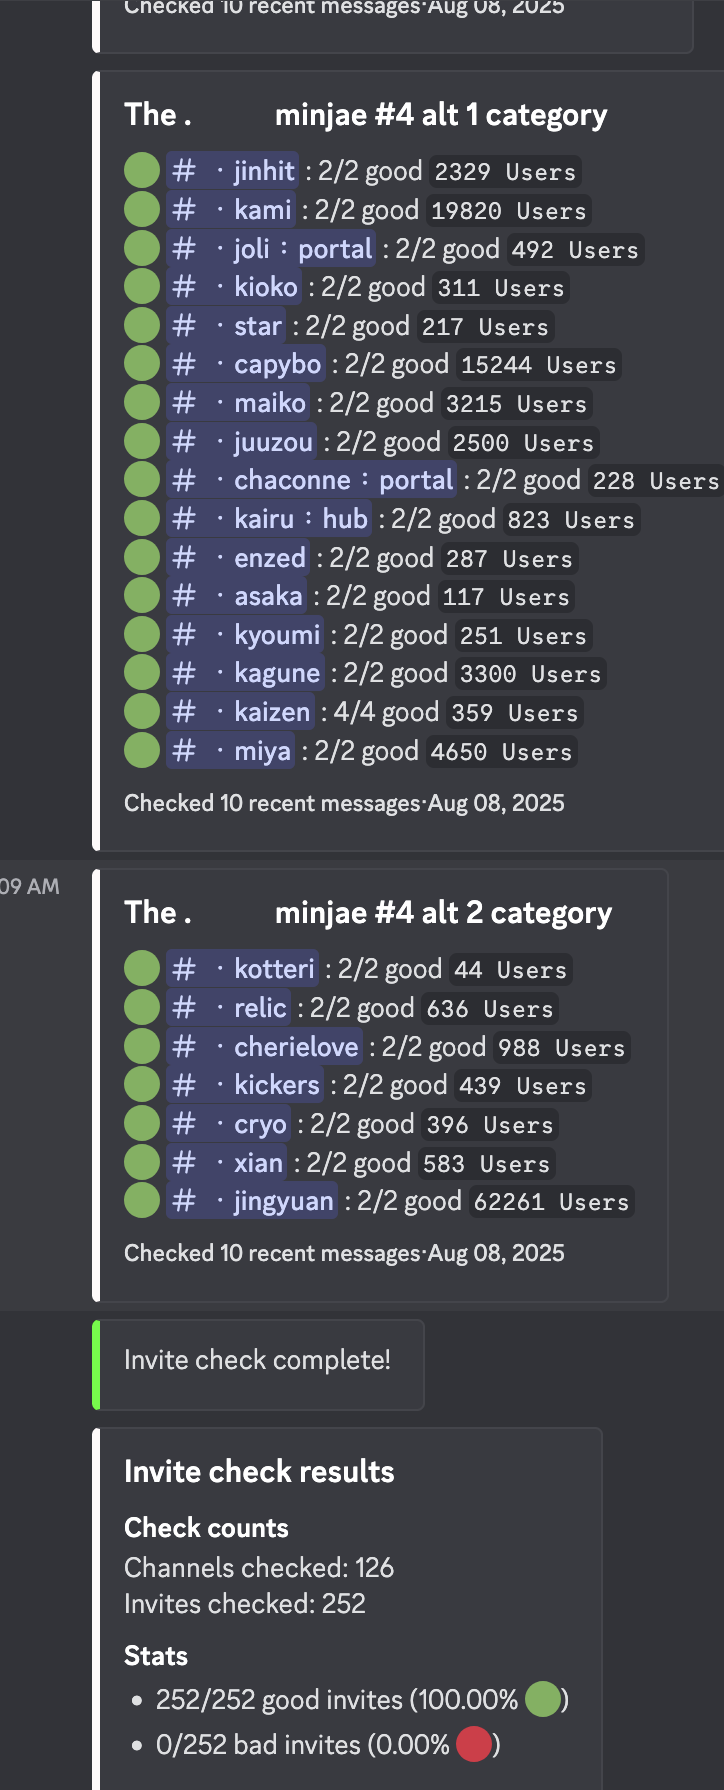 Checked 10 recent messages·Aug 08, 2025
The . minjae #4 alt 1 category
# · jinhit : 2/2 good 2329 Users
# · kami : 2/2 good 19820 Users
# · joli : portal : 2/2 good 492 Users
# · kioko : 2/2 good 311 Users
# · star : 2/2 good 217 Users
# · capybo : 2/2 good 15244 Users
# · maiko : 2/2 good 3215 Users
# · juuzou : 2/2 good 2500 Users
# · chaconne : portal : 2/2 good 228 Users
# · kairu : hub : 2/2 good 823 Users
# · enzed : 2/2 good 287 Users
# · asaka : 2/2 good 117 Users
# · kyoumi : 2/2 good 251 Users
# · kagune : 2/2 good 3300 Users
# · kaizen : 4/4 good 359 Users
# · miya : 2/2 good 4650 Users
Checked 10 recent messages·Aug 08, 2025
09 AM
The . minjae #4 alt 2 category
# · kotteri : 2/2 good 44 Users
# · relic : 2/2 good 636 Users
# · cherielove : 2/2 good 988 Users
# · kickers : 2/2 good 439 Users
# · cryo : 2/2 good 396 Users
# · xian : 2/2 good 583 Users
# · jingyuan : 2/2 good 62261 Users
Checked 10 recent messages·Aug 08, 2025
Invite check complete!
Invite check results
Check counts
Channels checked: 126
Invites checked: 252
Stats
• 252/252 good invites (100.00% )
• 0/252 bad invites (0.00% )